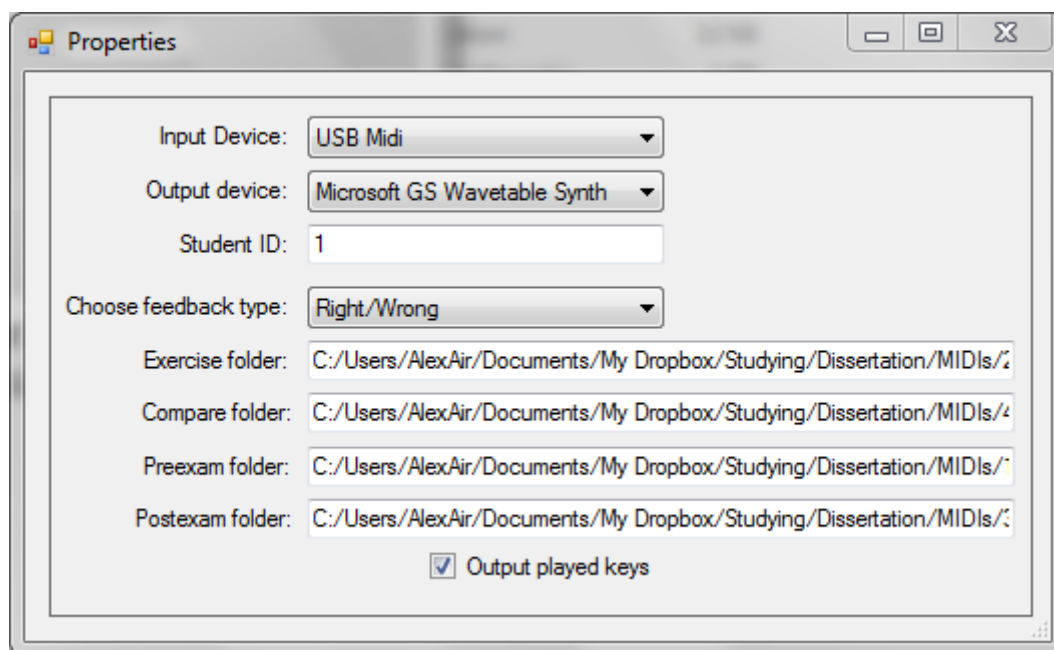 Properties
Input Device: USB Midi
Output device: Microsoft GS Wavetable Synth
Student ID: 1
Choose feedback type: Right/Wrong
Exercise folder: C:/Users/AlexAir/Documents/My Dropbox/Studying/Dissertation/MIDIs/2
Compare folder: C:/Users/AlexAir/Documents/My Dropbox/Studying/Dissertation/MIDIs/4
Preexam folder: C:/Users/AlexAir/Documents/My Dropbox/Studying/Dissertation/MIDIs/1
Postexam folder: C:/Users/AlexAir/Documents/My Dropbox/Studying/Dissertation/MIDIs/3
Output played keys